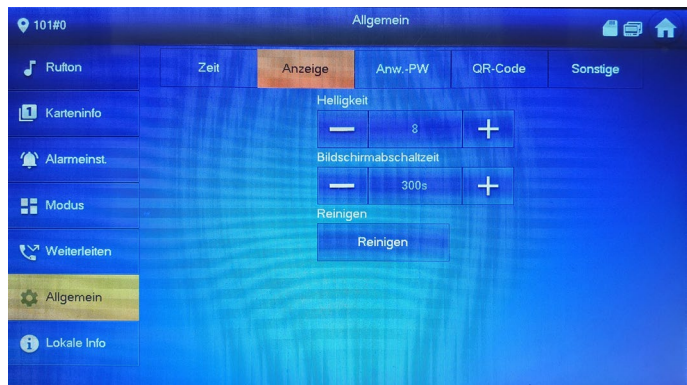 101#0
Allgemein
Rufton
Karteninfo
Alarmeinst.
Modus
Weiterleiten
Allgemein
Lokale Info
Zeit
Anzeige
Anw.-PW
QR-Code
Sonstige
Helligkeit
8
Bildschirmabschaltzeit
300s
Reinigen
Reinigen